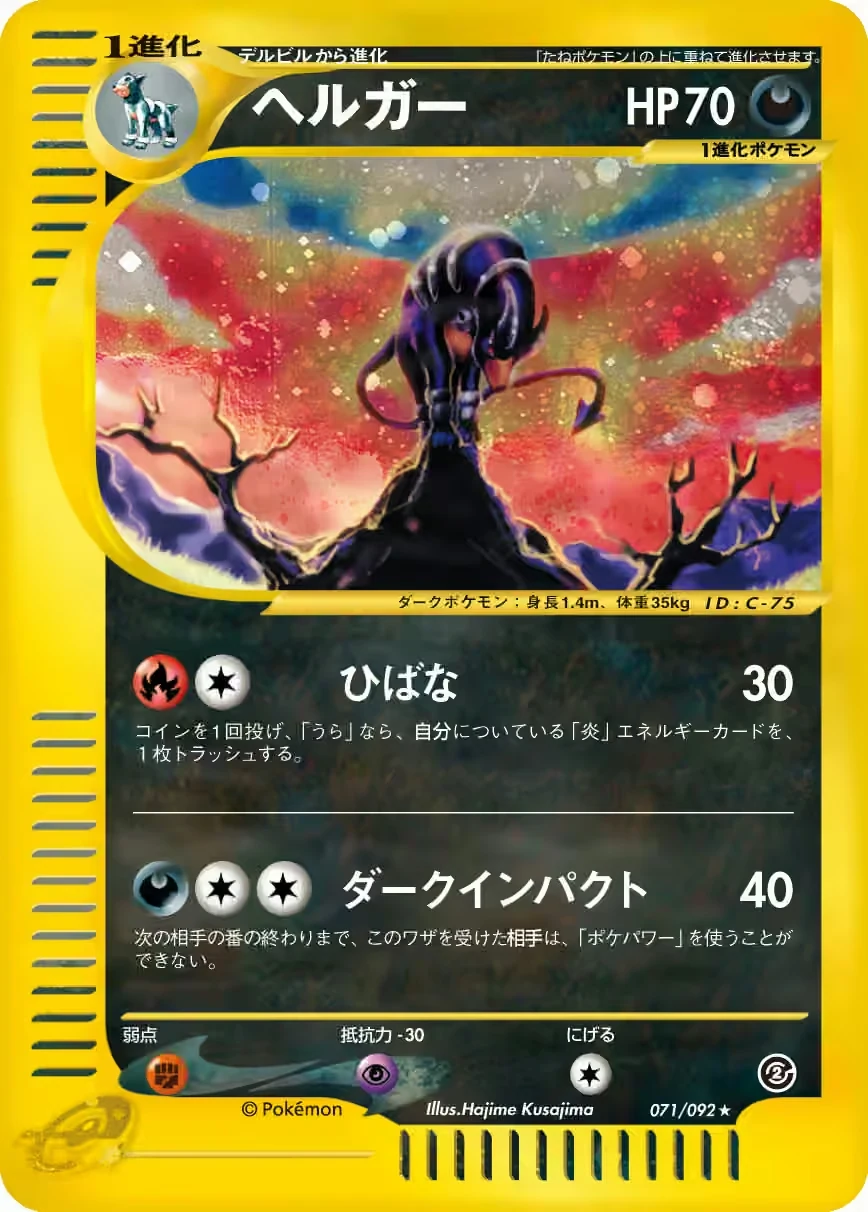 1進化
デルビルから進化
「たねポケモン」の上に重ねて進化させます。
ヘルガー
HP70
1進化ポケモン
ダークポケモン：身長1.4m、体重35kg ID：C-75
ひばな 30
コインを1回投げ、「うら」なら、自分についている「炎」エネルギーカードを、
1枚トラッシュする。
ダークインパクト 40
次の相手の番の終わりまで、このワザを受けた相手は、「ポケパワー」を使うことが
できない。
弱点 抵抗力-30 にげる
2
© Pokémon Illus.Hajime Kusajima 071/092★